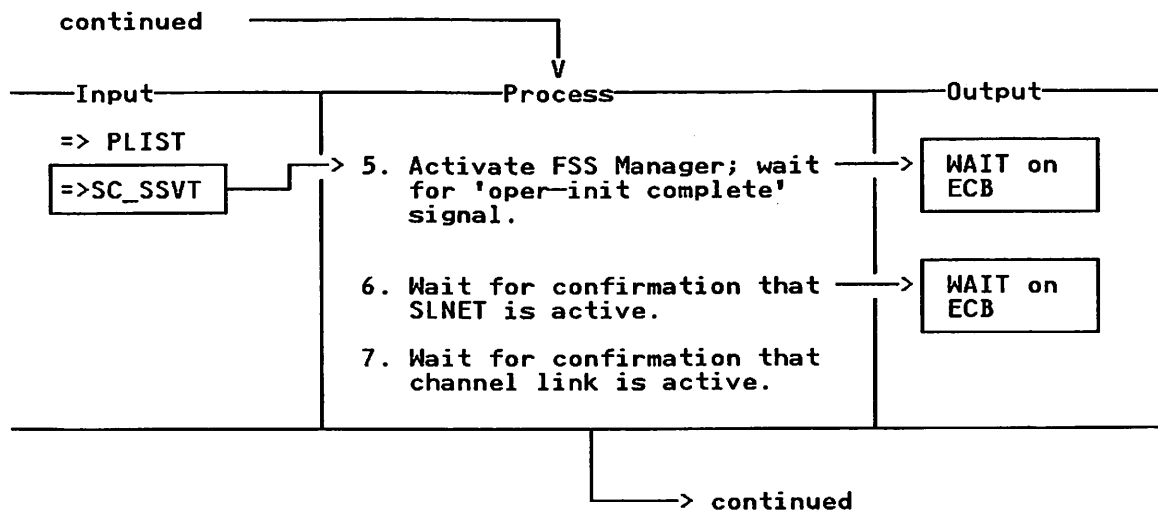 continued
Input
Process
Output
=> PLIST
=>SC_SSVT
5. Activate FSS Manager; wait
for 'oper-init complete'
signal.
WAIT on
ECB
6. Wait for confirmation that
SLNET is active.
WAIT on
ECB
7. Wait for confirmation that
channel link is active.
continued